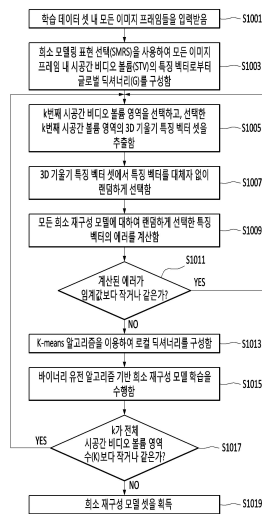 학습 데이터 셋 내 모든 이미지 프레임들을 입력받음
S1001
희소 모델링 표현 선택(SMRS)을 사용하여 모든 이미지
프레임 내 시공간 비디오 볼륨(STV)의 특징 벡터로부터
글로벌 딕셔너리(G)를 구성함
S1003
k번째 시공간 비디오 볼륨 영역을 선택하고, 선택한
k번째 시공간 볼륨 영역의 3D 기울기 특징 벡터 셋을
추출함
S1005
3D 기울기 특징 벡터 셋에서 특징 벡터를 대체자 없이
랜덤하게 선택함
S1007
모든 희소 재구성 모델에 대하여 랜덤하게 선택한 특징
벡터의 에러를 계산함
S1009
S1011
계산된 에러가
임계값보다 작거나 같은가?
YES
NO
K-means 알고리즘을 이용하여 로컬 딕셔너리를 구성함
S1013
바이너리 유전 알고리즘 기반 희소 재구성 모델 학습을
수행함
S1015
k가 전체
시공간 비디오 볼륨 영역
수(K)보다 작거나 같은가?
YES
S1017
NO
희소 재구성 모델 셋을 획득
S1019